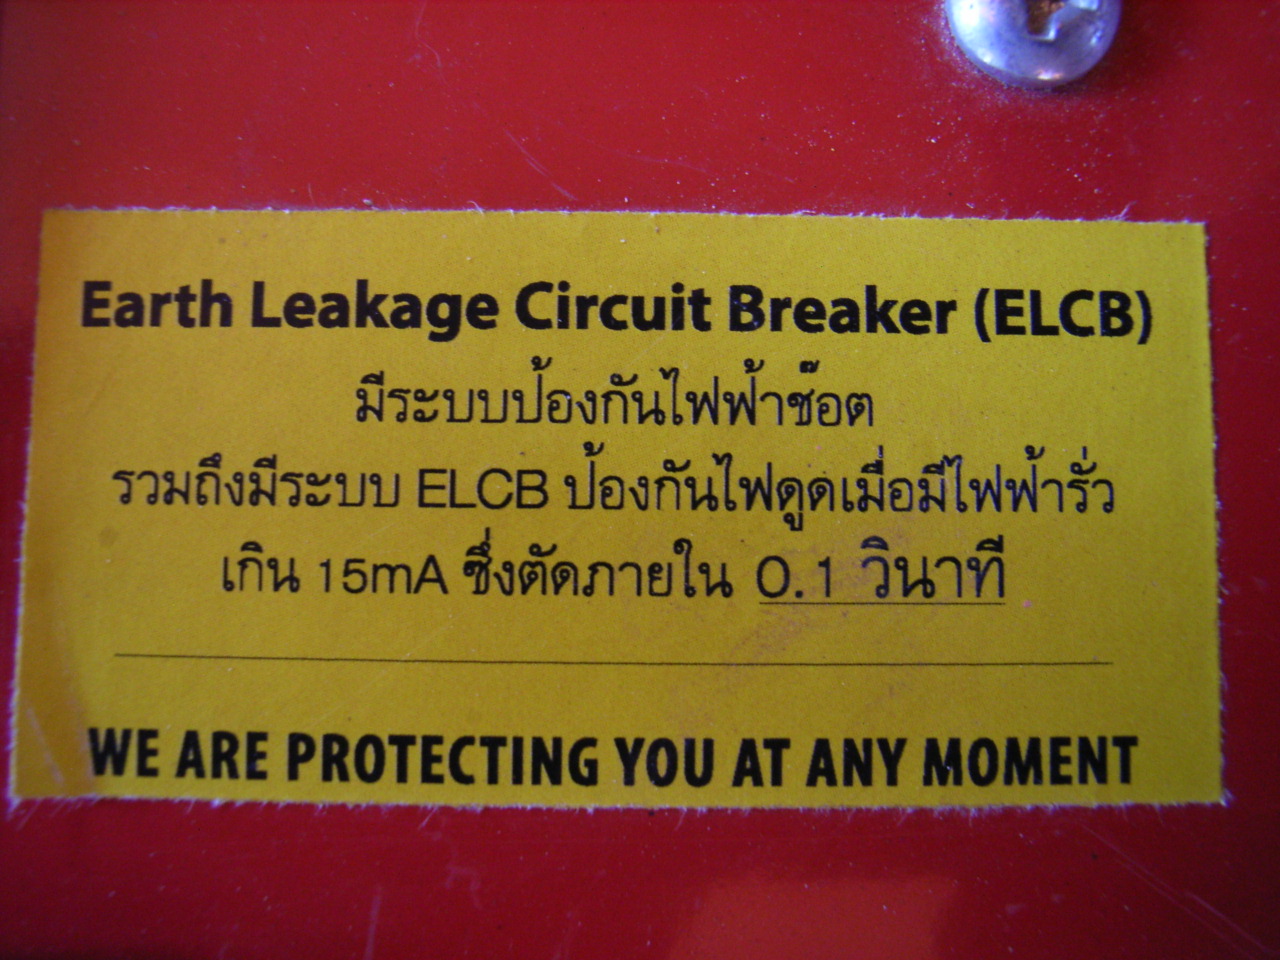 Earth Leakage Circuit Breaker (ELCB)
มีระบบป้องกันไฟฟ้าช๊อต
รวมถึงมีระบบ ELCB ป้องกันไฟดูดเมื่อมีไฟฟ้ารั่ว
เกิน 15mA ซึ่งตัดภายใน 0.1 วินาที
WE ARE PROTECTING YOU AT ANY MOMENT